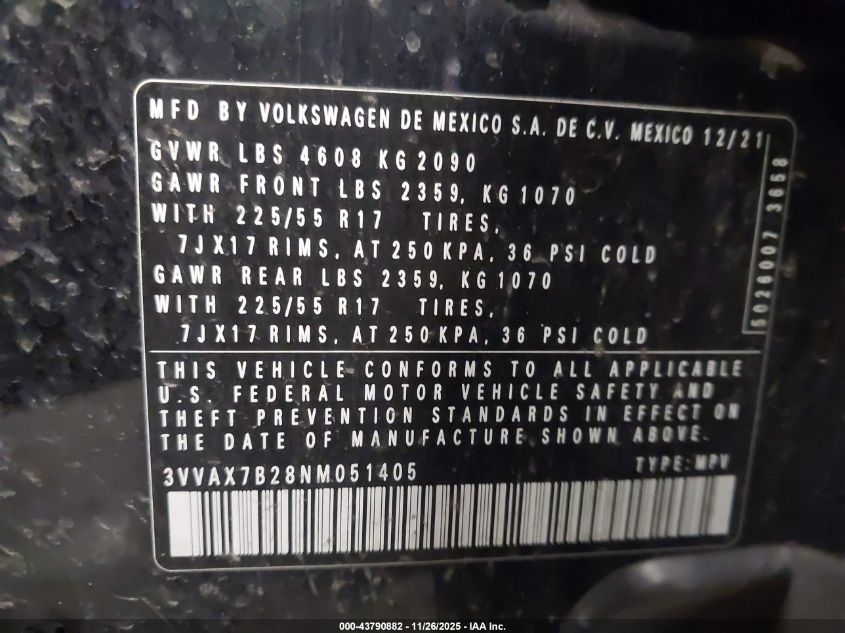 MFD BY VOLKSWAGEN DE MEXICO S.A. DE C.V. MEXICO 12/21
GVWR LBS 4608 KG 2090
GAWR FRONT LBS 2359, KG 1070
WITH 225/55 R17 TIRES,
7JX17 RIMS, AT 250 KPA, 36 PSI COLD
GAWR REAR LBS 2359, KG 1070
WITH 225/55 R17 TIRES,
7JX17 RIMS, AT 250 KPA, 36 PSI COLD
5026007 3658
THIS VEHICLE CONFORMS TO ALL APPLICABLE
U.S. FEDERAL MOTOR VEHICLE SAFETY AND
THEFT PREVENTION STANDARDS IN EFFECT ON
THE DATE OF MANUFACTURE SHOWN ABOVE.
3VVAX7B28NM051405 TYPE: MPV
000-43790882 - 11/26/2025 - IAA Inc.